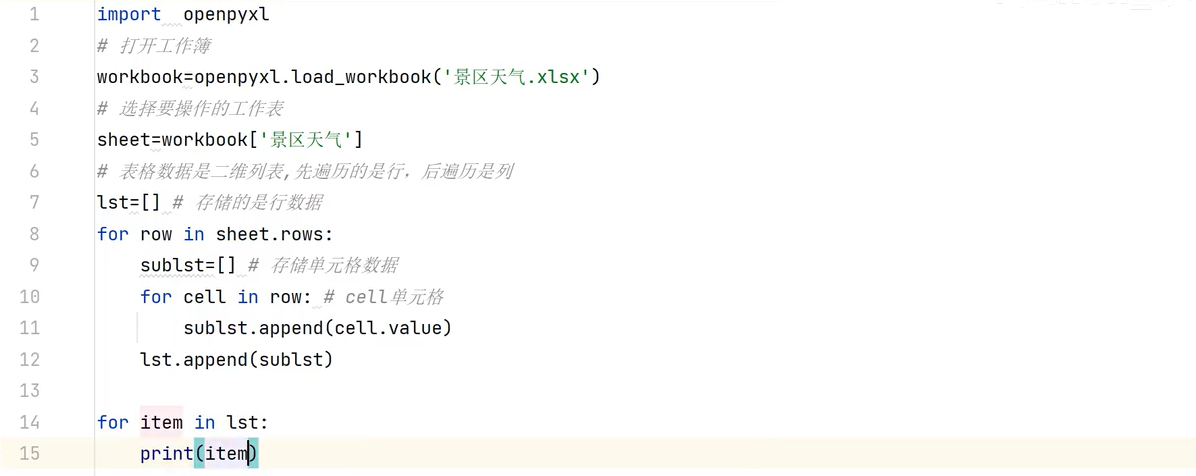 1 import  openpyxl
2 # 打开工作簿
3 workbook=openpyxl.load_workbook('景区天气.xlsx')
4 # 选择要操作的工作表
5 sheet=workbook['景区天气']
6 # 表格数据是二维列表,先遍历的是行，后遍历是列
7 lst=[] # 存储的是行数据
8 for row in sheet.rows:
9     sublst=[] # 存储单元格数据
10     for cell in row: # cell单元格
11         sublst.append(cell.value)
12     lst.append(sublst)
13
14 for item in lst:
15     print(item)